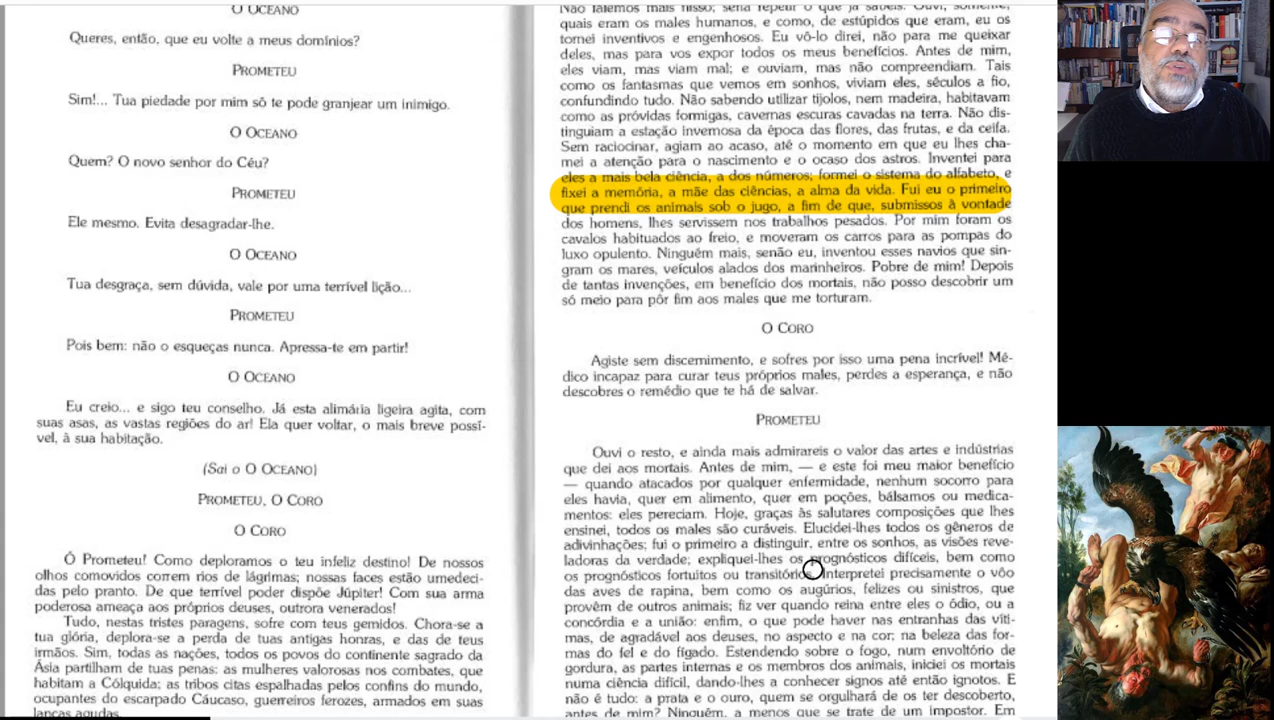 O OCEANO
Queres, então, que eu volte a meus domínios?
PROMETEU
Sim!... Tua piedade por mim só te pode granjear um inimigo.
O OCEANO
Quem? O novo senhor do Céu?
PROMETEU
Ele mesmo. Evita desagradar-lhe.
O OCEANO
Tua desgraça, sem dúvida, vale por uma terrível lição...
PROMETEU
Pois bem: não o esqueças nunca. Apressa-te em partir!
O OCEANO
Eu creio... e sigo teu conselho. Já esta alimária ligeira agita, com
suas asas, as vastas regiões do ar! Ela quer voltar, o mais breve possí-
vel, à sua habitação.
(Sai o O OCEANO)
PROMETEU, O CORO
O CORO
Ó Prometeu! Como deploramos o teu infeliz destino! De nossos
olhos comovidos correm rios de lágrimas; nossas faces estão umedeci-
das pelo pranto. De que terrível poder dispõe Júpiter! Com sua arma
poderosa ameaça aos próprios deuses, outrora venerados!
Tudo, nestas tristes paragens, sofre com teus gemidos. Chora-se a
tua glória, deplora-se a perda de tuas antigas honras, e das de teus
irmãos. Sim, todas as nações, todos os povos do continente sagrado da
Ásia partilham de tuas penas: as mulheres valorosas nos combates, que
habitam a Cólquida; as tribos citas espalhadas pelos confins do mundo,
ocupantes do escarpado Cáucaso, guerreiros ferozes, armados em suas
lanças agudas.
Não falemos mais nisso; seria repetir o que já sabeis. Ouvi, somente,
quais eram os males humanos, e como, de estúpidos que eram, eu os
tornei inventivos e engenhosos. Eu vô-lo direi, não para me queixar
deles, mas para vos expor todos os meus benefícios. Antes de mim,
eles viam, mas viam mal; e ouviam, mas não compreendiam. Tais
como os fantasmas que vemos em sonhos, viviam eles, séculos a fio,
confundindo tudo. Não sabendo utilizar tijolos, nem madeira, habitavam
como as próvidas formigas, cavernas escuras cavadas na terra. Não dis-
tinguiam a estação invernosa da época das flores, das frutas, e da ceifa.
Sem raciocinar, agiam ao acaso, até o momento em que eu lhes cha-
mei a atenção para o nascimento e o ocaso dos astros. Inventei para
eles a mais bela ciência, a dos números; formei o sistema do alfabeto, e
fixei a memória, a mãe das ciências, a alma da vida. Fui eu o primeiro
que prendi os animais sob o jugo, a fim de que, submissos à vontade
dos homens, lhes servissem nos trabalhos pesados. Por mim foram os
cavalos habituados ao freio, e moveram os carros para as pompas do
luxo opulento. Ninguém mais, senão eu, inventou esses navios que sin-
gram os mares, veículos alados dos marinheiros. Pobre de mim! Depois
de tantas invenções, em benefício dos mortais, não posso descobrir um
só meio para pôr fim aos males que me torturam.
O CORO
Agiste sem discernimento, e sofres por isso uma pena incrível! Mé-
dico incapaz para curar teus próprios males, perdes a esperança, e não
descobres o remédio que te há de salvar.
PROMETEU
Ouvi o resto, e ainda mais admirareis o valor das artes e indústrias
que dei aos mortais. Antes de mim, — e este foi meu maior benefício
— quando atacados por qualquer enfermidade, nenhum socorro para
eles havia, quer em alimento, quer em poções, bálsamos ou medica-
mentos: eles pereciam. Hoje, graças às salutares composições que lhes
ensinei, todos os males são curáveis. Elucidei-lhes todos os gêneros de
adivinhações; fui o primeiro a distinguir, entre os sonhos, as visões reve-
ladoras da verdade; expliquei-lhes os prognósticos difíceis, bem como
os prognósticos fortuitos ou transitórios. Interpretei precisamente o vôo
das aves de rapina, bem como os augúrios, felizes ou sinistros, que
provêm de outros animais; fiz ver quando reina entre eles o ódio, ou a
concórdia e a união: enfim, o que pode haver nas entranhas das víti-
mas, de agradável aos deuses, no aspecto e na cor; na beleza das for-
mas do fel e do fígado. Estendendo sobre o fogo, num envoltório de
gordura, as partes internas e os membros dos animais, iniciei os mortais
numa ciência difícil, dando-lhes a conhecer signos até então ignotos. E
não é tudo: a prata e o ouro, quem se orgulhará de os ter descoberto,
antes de mim? Ninguém, a menos que se trate de um impostor. Em